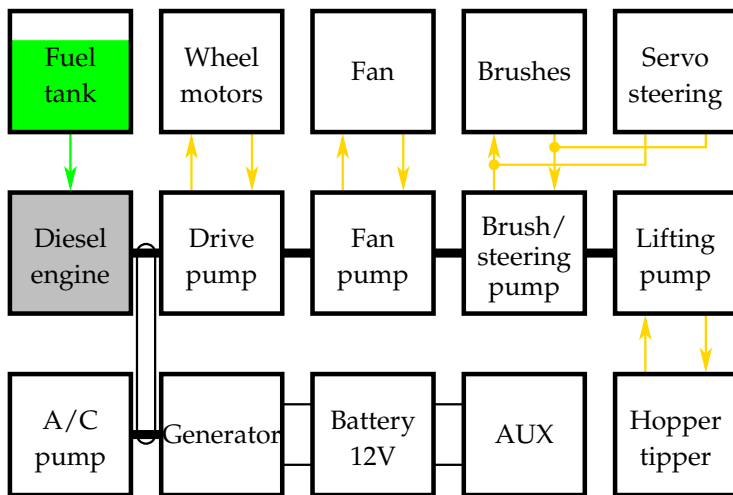 Fuel
tank
Wheel
motors
Fan
Brushes
Servo
steering
Diesel
engine
Drive
pump
Fan
pump
Brush/
steering
pump
Lifting
pump
A/C
pump
Generator
Battery
12V
AUX
Hopper
tipper